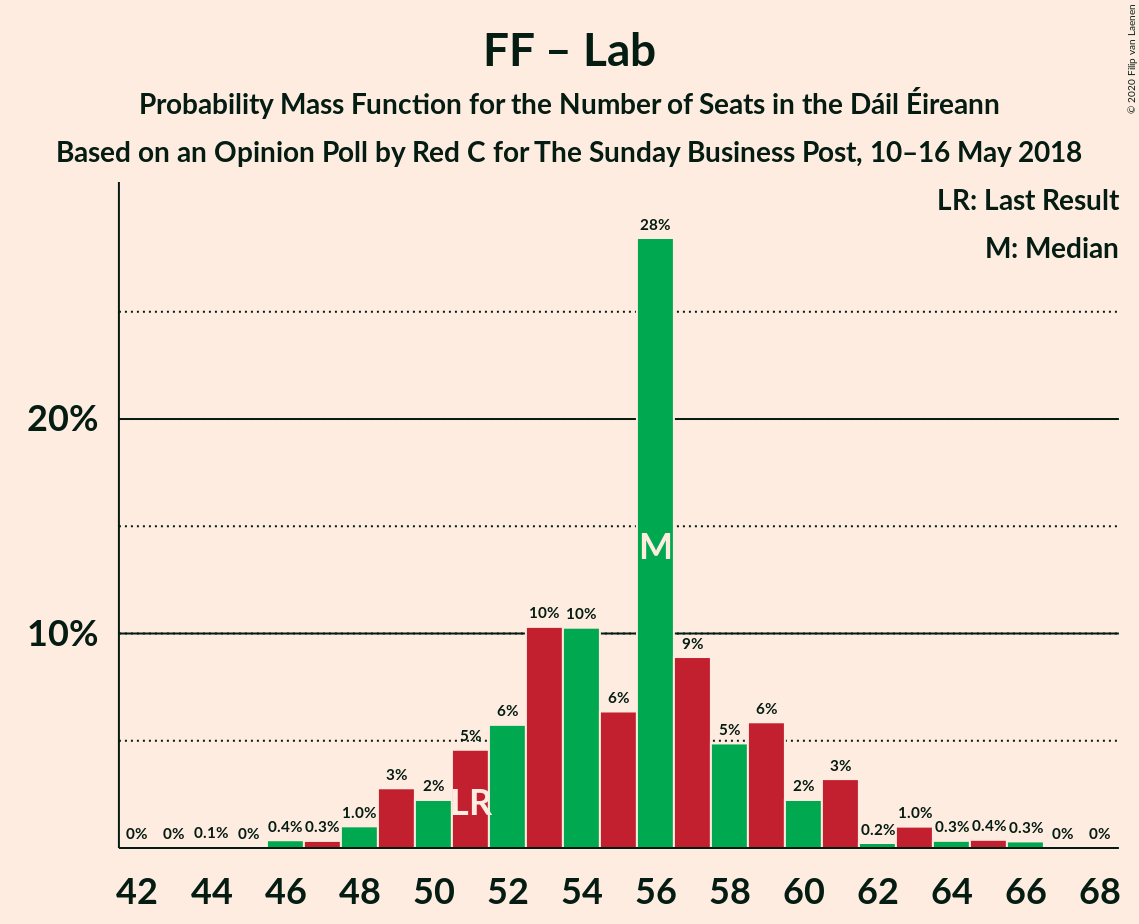 © 2020 Filip van Laenen
FF – Lab
Probability Mass Function for the Number of Seats in the Dáil Éireann
Based on an Opinion Poll by Red C for The Sunday Business Post, 10–16 May 2018
LR: Last Result
M: Median
20%
10%
0% 0% 0.1% 0% 0.4% 0.3% 1.0% 3% 2% 5% 6% 10% 10% 6% 28% 9% 5% 6% 2% 3% 0.2% 1.0% 0.3% 0.4% 0.3% 0% 0%
LR
M
42 44 46 48 50 52 54 56 58 60 62 64 66 68